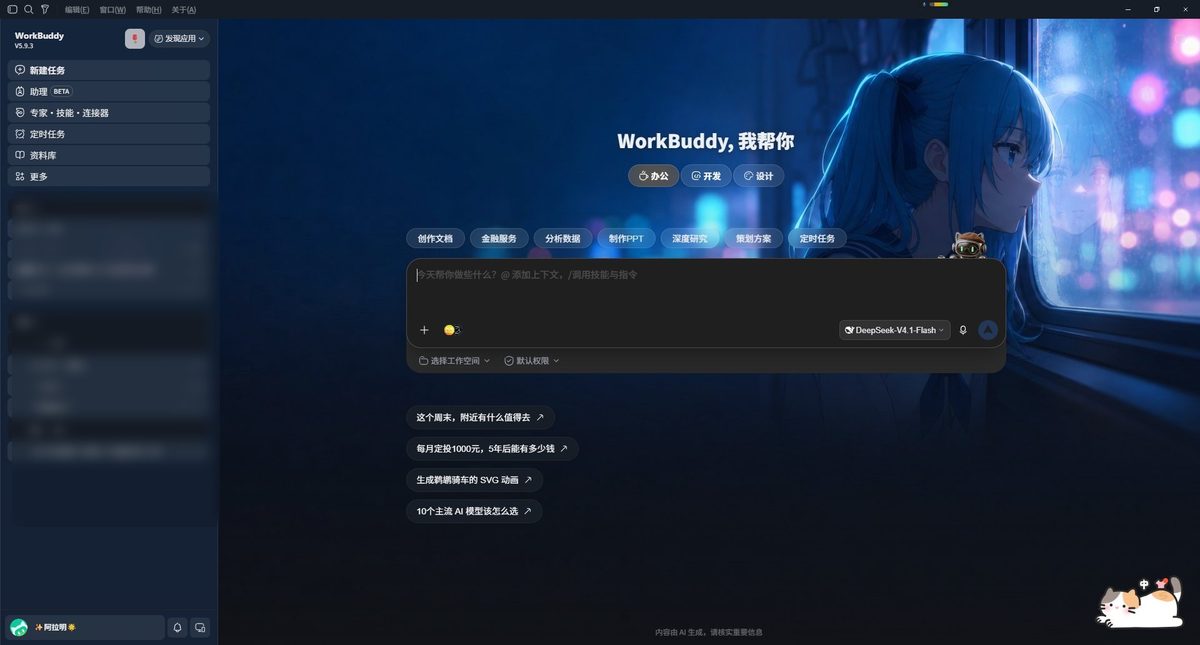 编辑(E) 窗口(W) 帮助(H) 关于(A)
WorkBuddy
V5.9.3
发现应用
新建任务
助理 BETA
专家・技能・连接器
定时任务
资料库
更多
WorkBuddy, 我帮你
办公 开发 设计
创作文档 金融服务 分析数据 制作PPT 深度研究 策划方案 定时任务
今天帮你做些什么? @ 添加上下文，/调用技能与指令
DeepSeek-V4.1-Flash
选择工作空间 默认权限
这个周末，附近有什么值得去
每月定投1000元，5年后能有多少钱
生成鹈鹕骑车的 SVG 动画
10个主流 AI 模型该怎么选
中
阿拉明
内容由 AI 生成，请核实重要信息